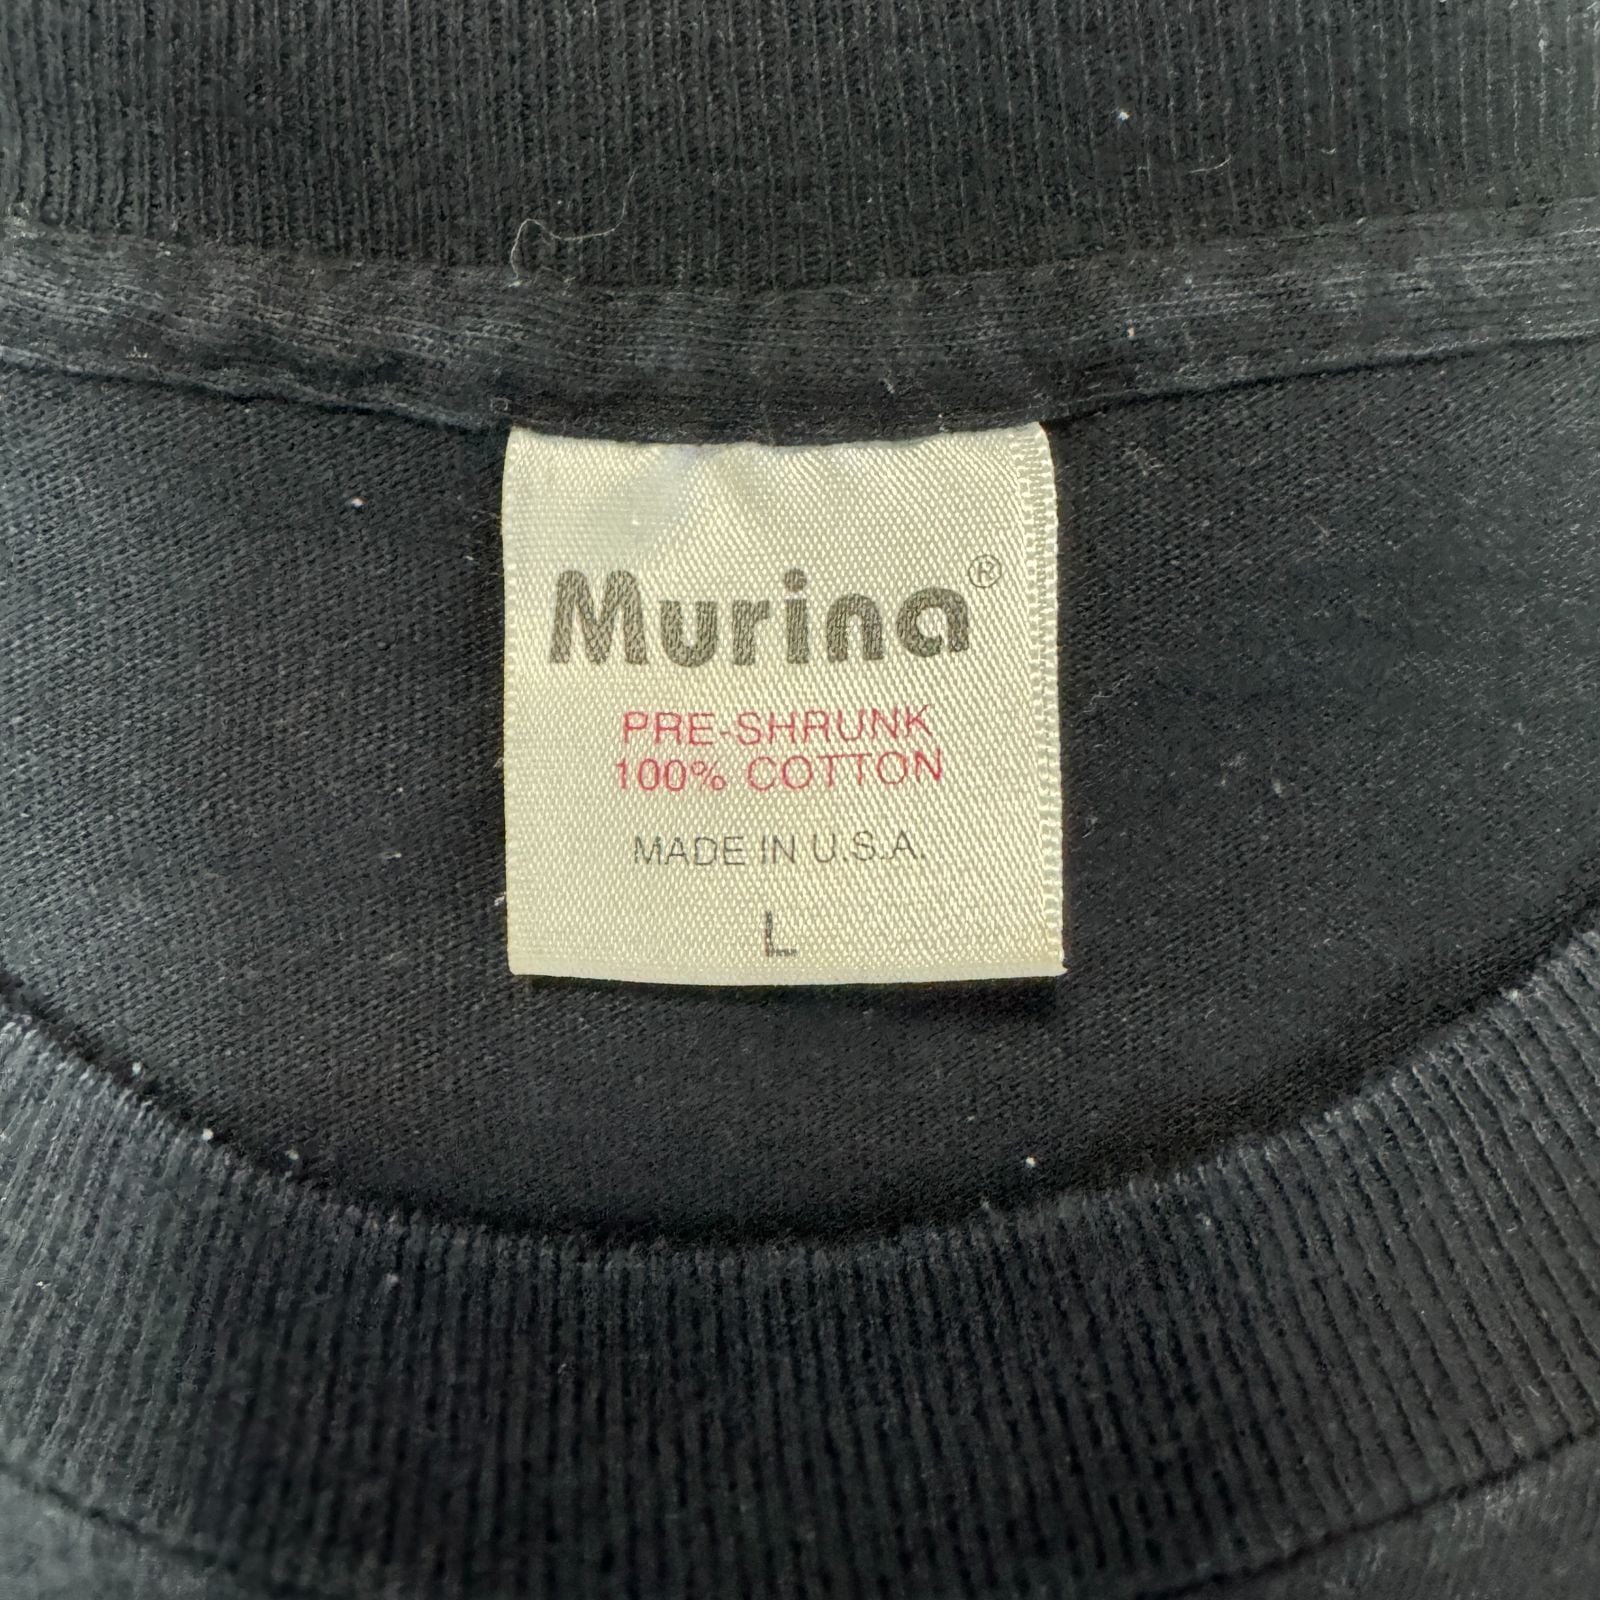 Murina®
PRE-SHRUNK
100% COTTON
MADE IN U.S.A.
L